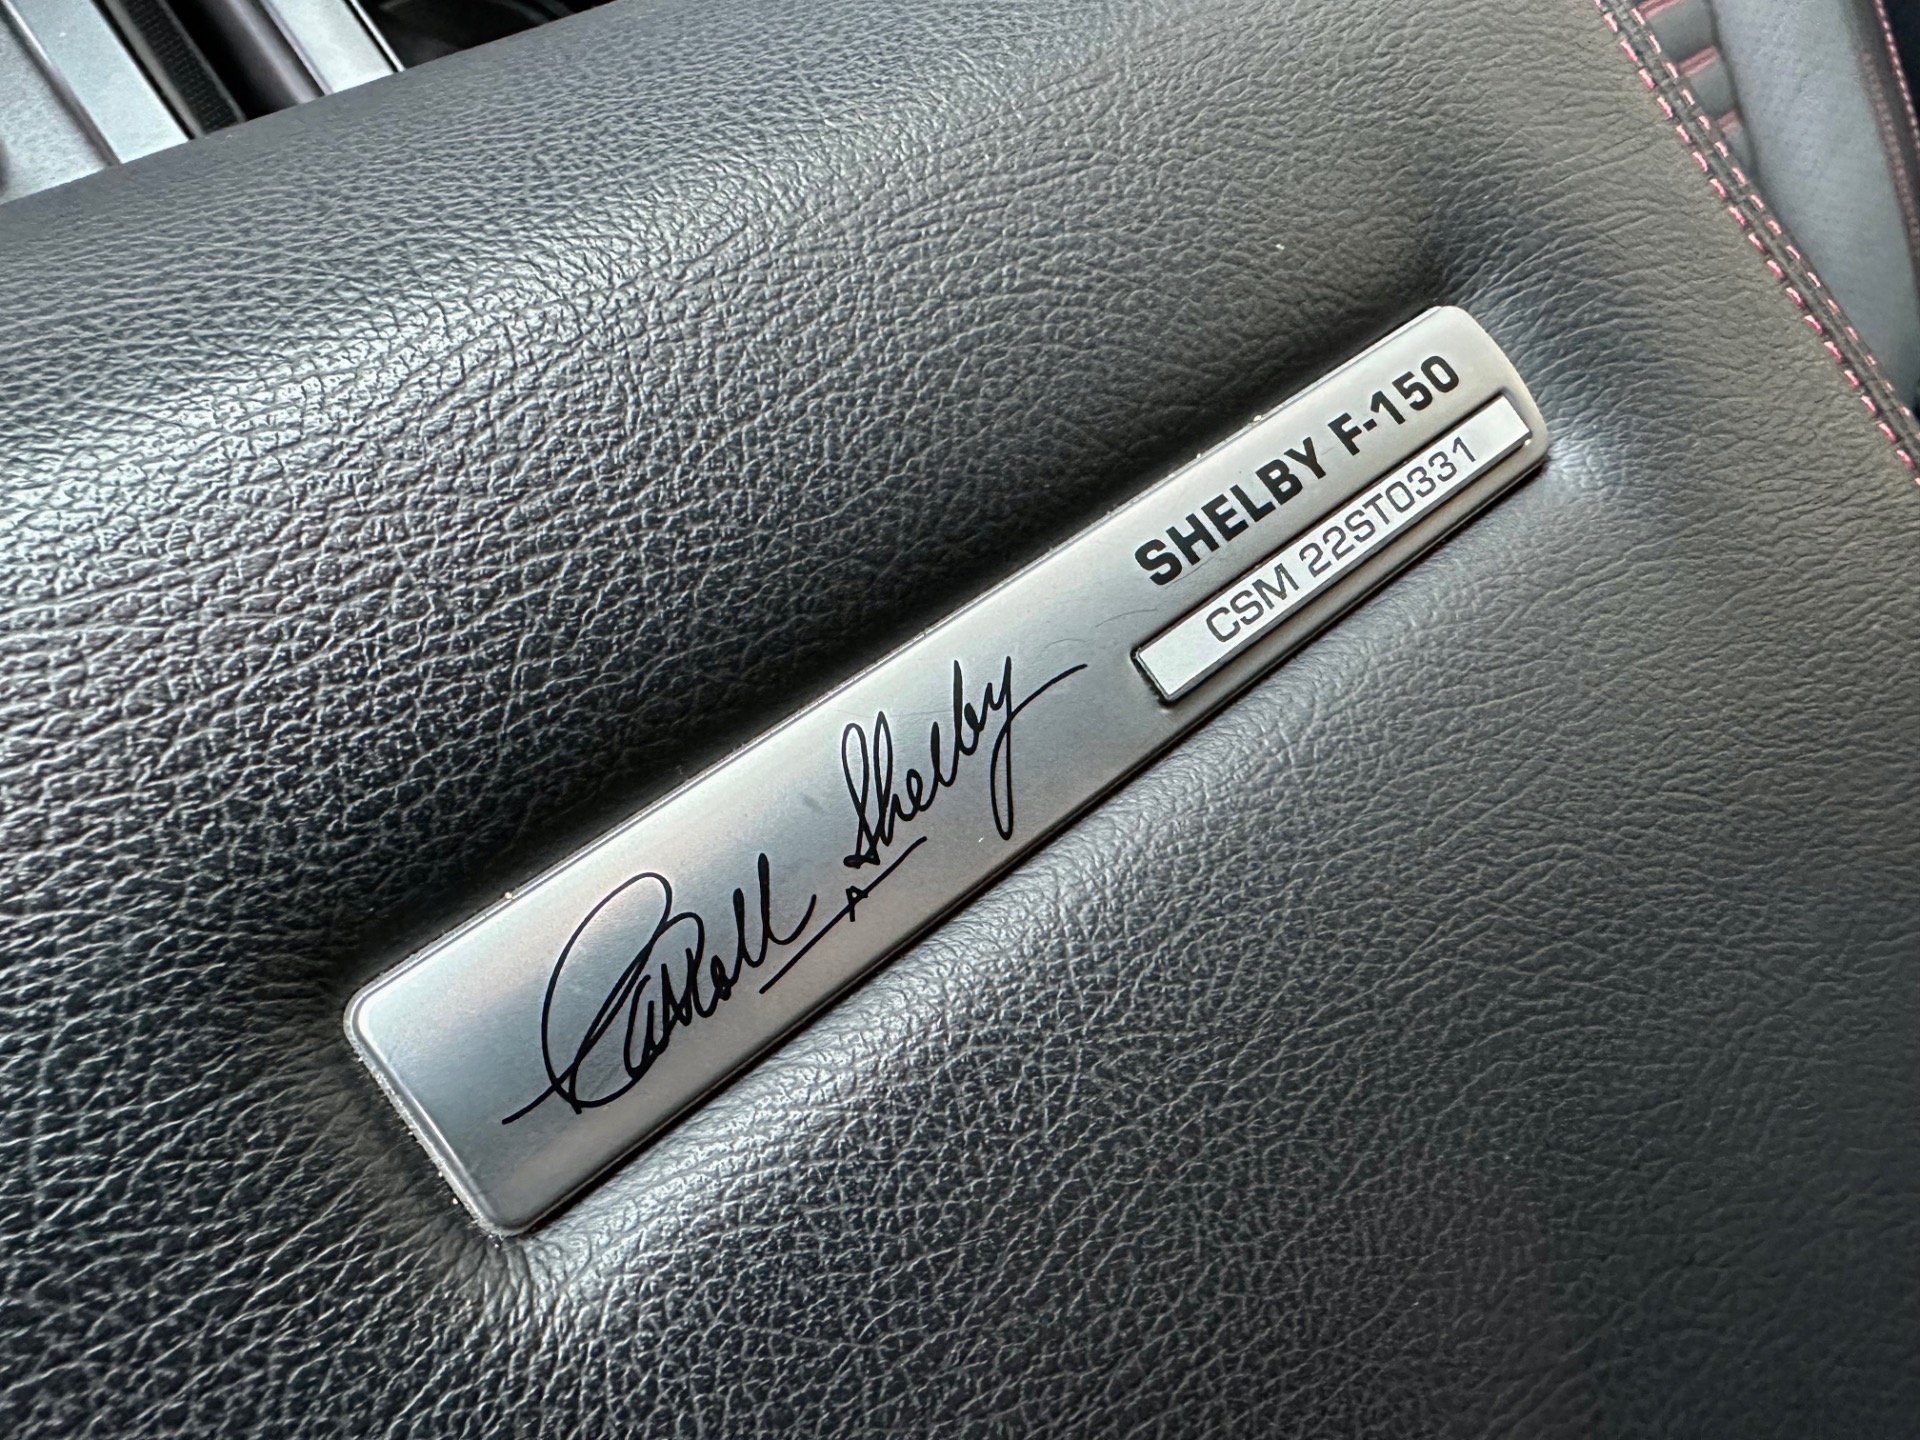 Carroll Shelby
SHELBY F-150
CSM 22ST0331